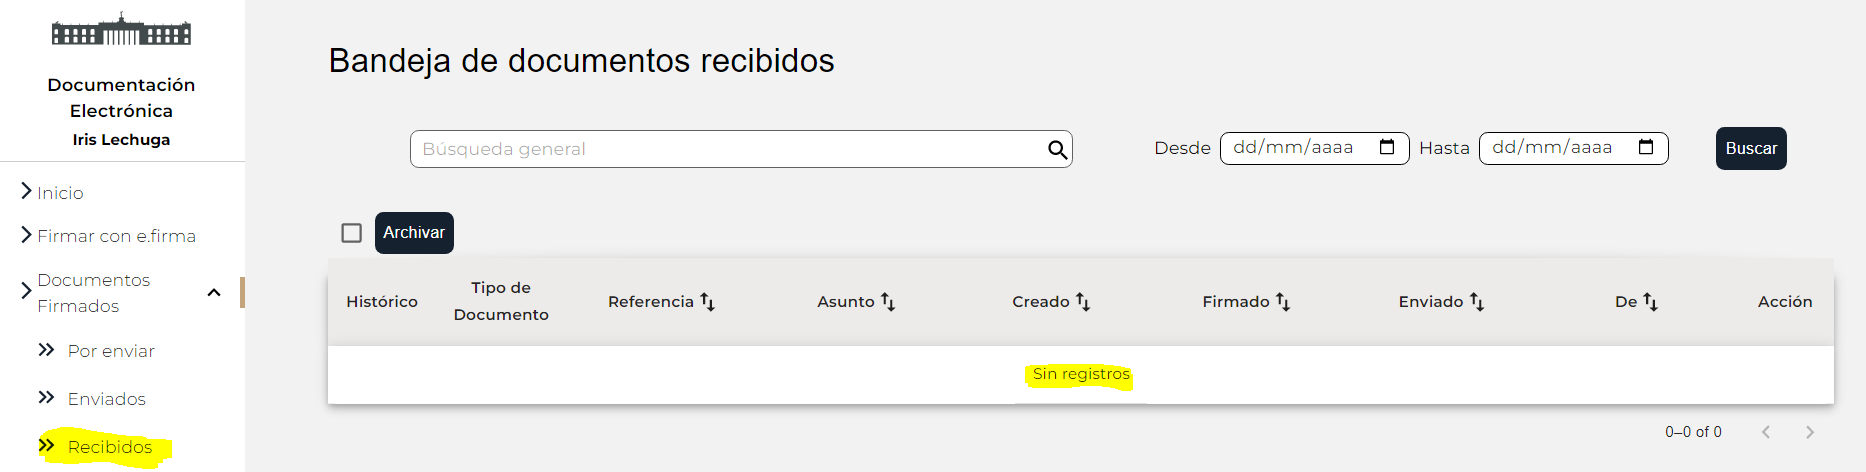 Documentación
Electrónica
Iris Lechuga
Inicio
Firmar con e.firma
Documentos
Firmados
Por enviar
Enviados
Recibidos
Bandeja de documentos recibidos
Búsqueda general
Desde dd/mm/aaaa Hasta dd/mm/aaaa Buscar
Archivar
Histórico Tipo de Documento Referencia Asunto Creado Firmado Enviado De Acción
Sin registros
0–0 of 0